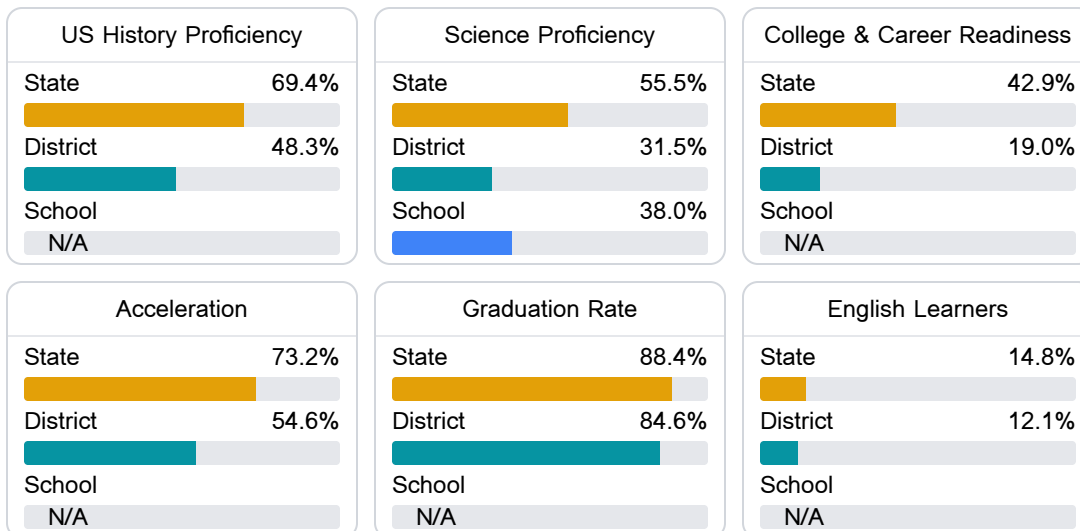 US History Proficiency
State 69.4%
District 48.3%
School
N/A
Science Proficiency
State 55.5%
District 31.5%
School 38.0%
College & Career Readiness
State 42.9%
District 19.0%
School
N/A
Acceleration
State 73.2%
District 54.6%
School
N/A
Graduation Rate
State 88.4%
District 84.6%
School
N/A
English Learners
State 14.8%
District 12.1%
School
N/A